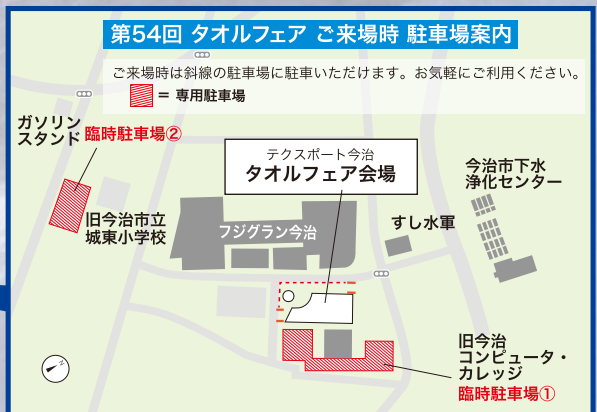 第54回 タオルフェア ご来場時 駐車場案内
ご来場時は斜線の駐車場に駐車いただけます。お気軽にご利用ください。
= 専用駐車場
ガソリン
スタンド
臨時駐車場②
テクスポート今治
タオルフェア会場
今治市下水
浄化センター
旧今治市立
城東小学校
フジグラン今治
すし水軍
旧今治
コンピュータ・
カレッジ
臨時駐車場①
N